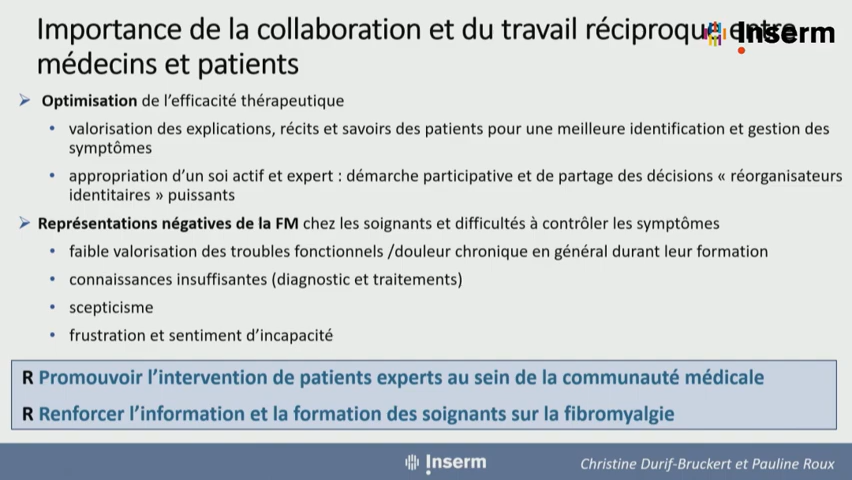 Importance de la collaboration et du travail réciproque entre
médecins et patients
Inserm
➢ Optimisation de l’efficacité thérapeutique
• valorisation des explications, récits et savoirs des patients pour une meilleure identification et gestion des
symptômes
• appropriation d’un soi actif et expert : démarche participative et de partage des décisions « réorganisateurs
identitaires » puissants
➢ Représentations négatives de la FM chez les soignants et difficultés à contrôler les symptômes
• faible valorisation des troubles fonctionnels /douleur chronique en général durant leur formation
• connaissances insuffisantes (diagnostic et traitements)
• scepticisme
• frustration et sentiment d’incapacité
R Promouvoir l’intervention de patients experts au sein de la communauté médicale
R Renforcer l’information et la formation des soignants sur la fibromyalgie
Inserm
Christine Durif-Bruckert et Pauline Roux